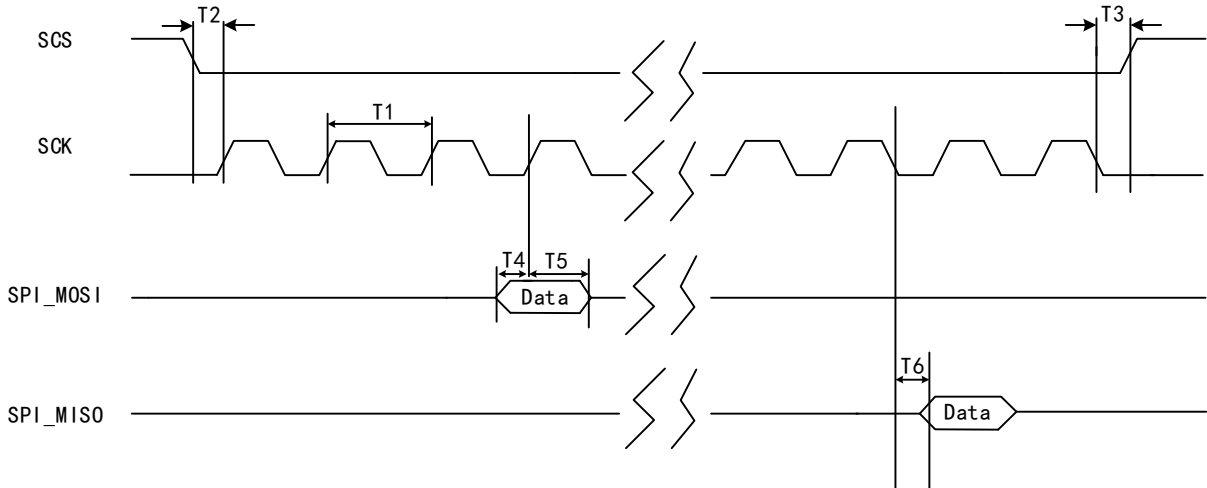 T2
T3
SCS
T1
SCK
T4
T5
SPI_MOSI
Data
T6
SPI_MISO
Data